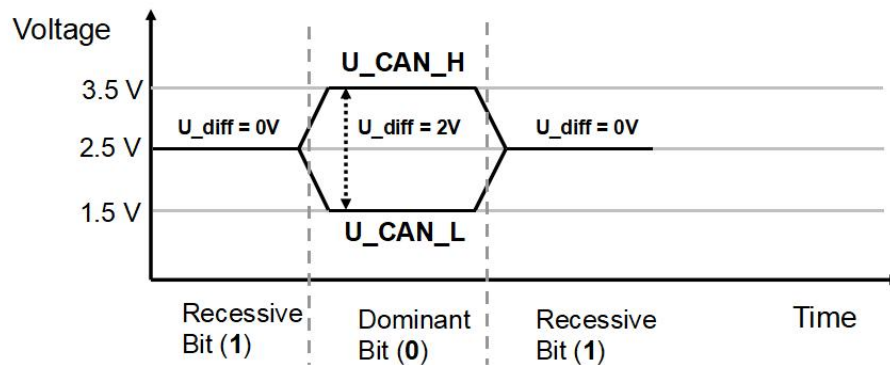 Voltage
U_CAN_H
3.5 V
U_diff = 0V
U_diff = 2V
U_diff = 0V
2.5 V
1.5 V
U_CAN_L
Recessive
Bit (1)
Dominant
Bit (0)
Recessive
Bit (1)
Time